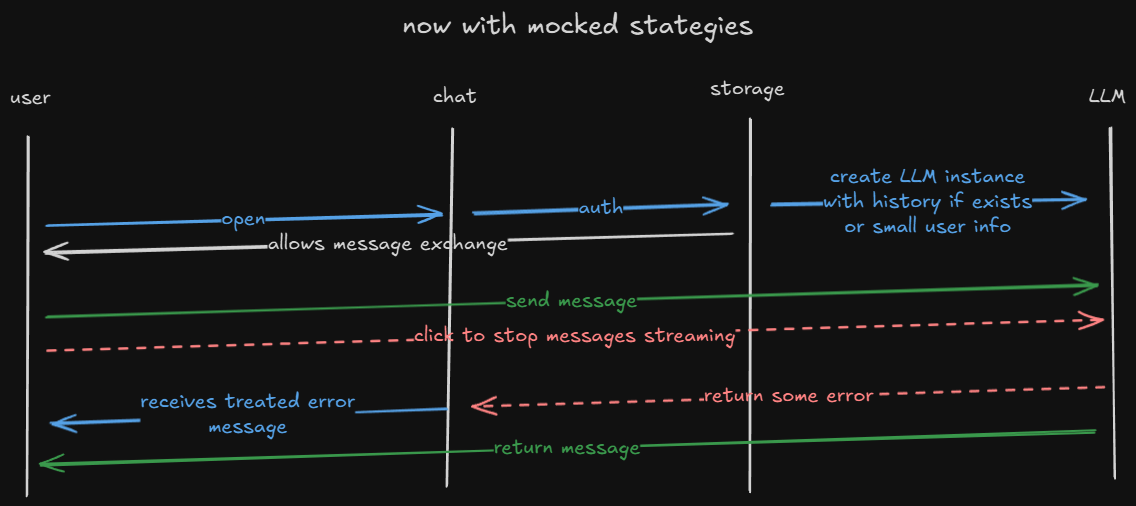 now with mocked stategies
user
chat
storage
LLM
create LLM instance
with history if exists
or small user info
open
auth
allows message exchange
send message
click to stop messages streaming
return some error
receives treated error
message
return message